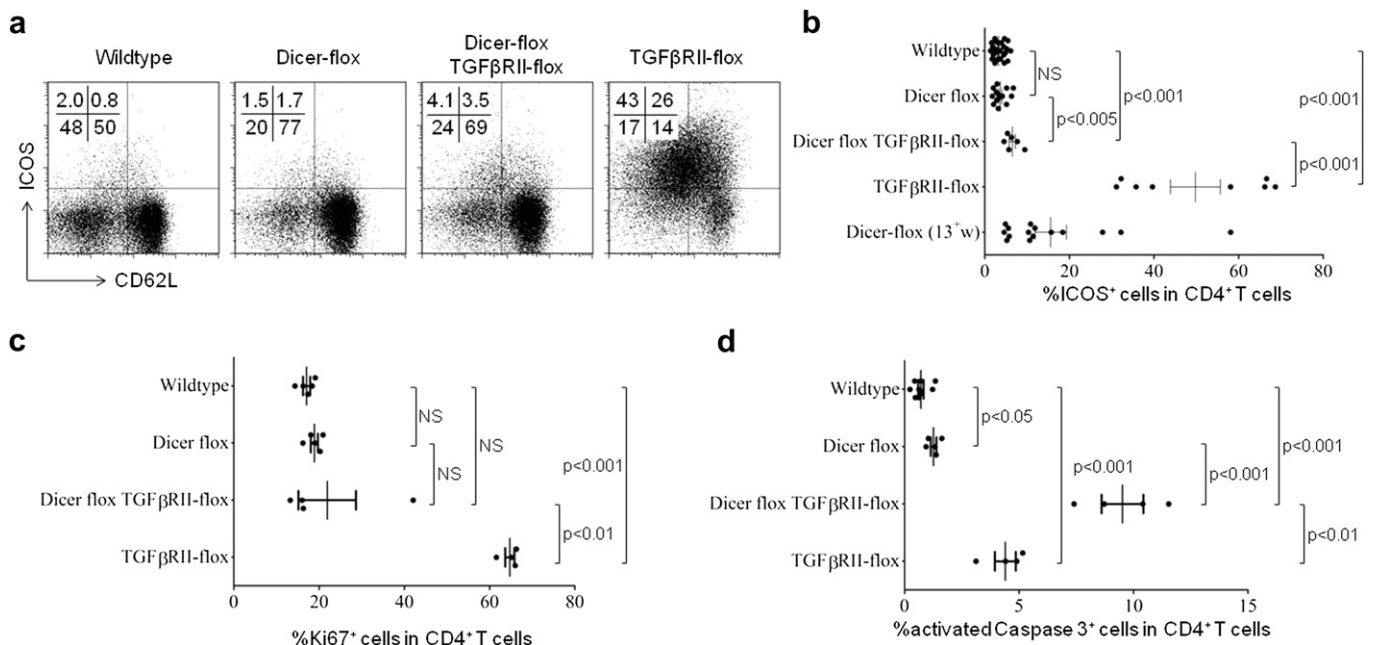 a
Wildtype
Dicer-flox
Dicer-flox
TGFβRII-flox
TGFβRII-flox
2.0 0.8
48 50
1.5 1.7
20 77
4.1 3.5
24 69
43 26
17 14
ICOS
CD62L
b
Wildtype
Dicer flox
Dicer flox TGFβRII-flox
TGFβRII-flox
Dicer-flox (13⁺w)
NS
p<0.005
p<0.001
p<0.001
p<0.001
0 20 40 60 80
%ICOS⁺ cells in CD4⁺ T cells
c
Wildtype
Dicer flox
Dicer flox TGFβRII-flox
TGFβRII-flox
NS
NS
NS
p<0.01
p<0.001
0 20 40 60 80
%Ki67⁺ cells in CD4⁺ T cells
d
Wildtype
Dicer flox
Dicer flox TGFβRII-flox
TGFβRII-flox
p<0.05
p<0.001
p<0.001
p<0.001
p<0.01
0 5 10 15
%activated Caspase 3⁺ cells in CD4⁺ T cells